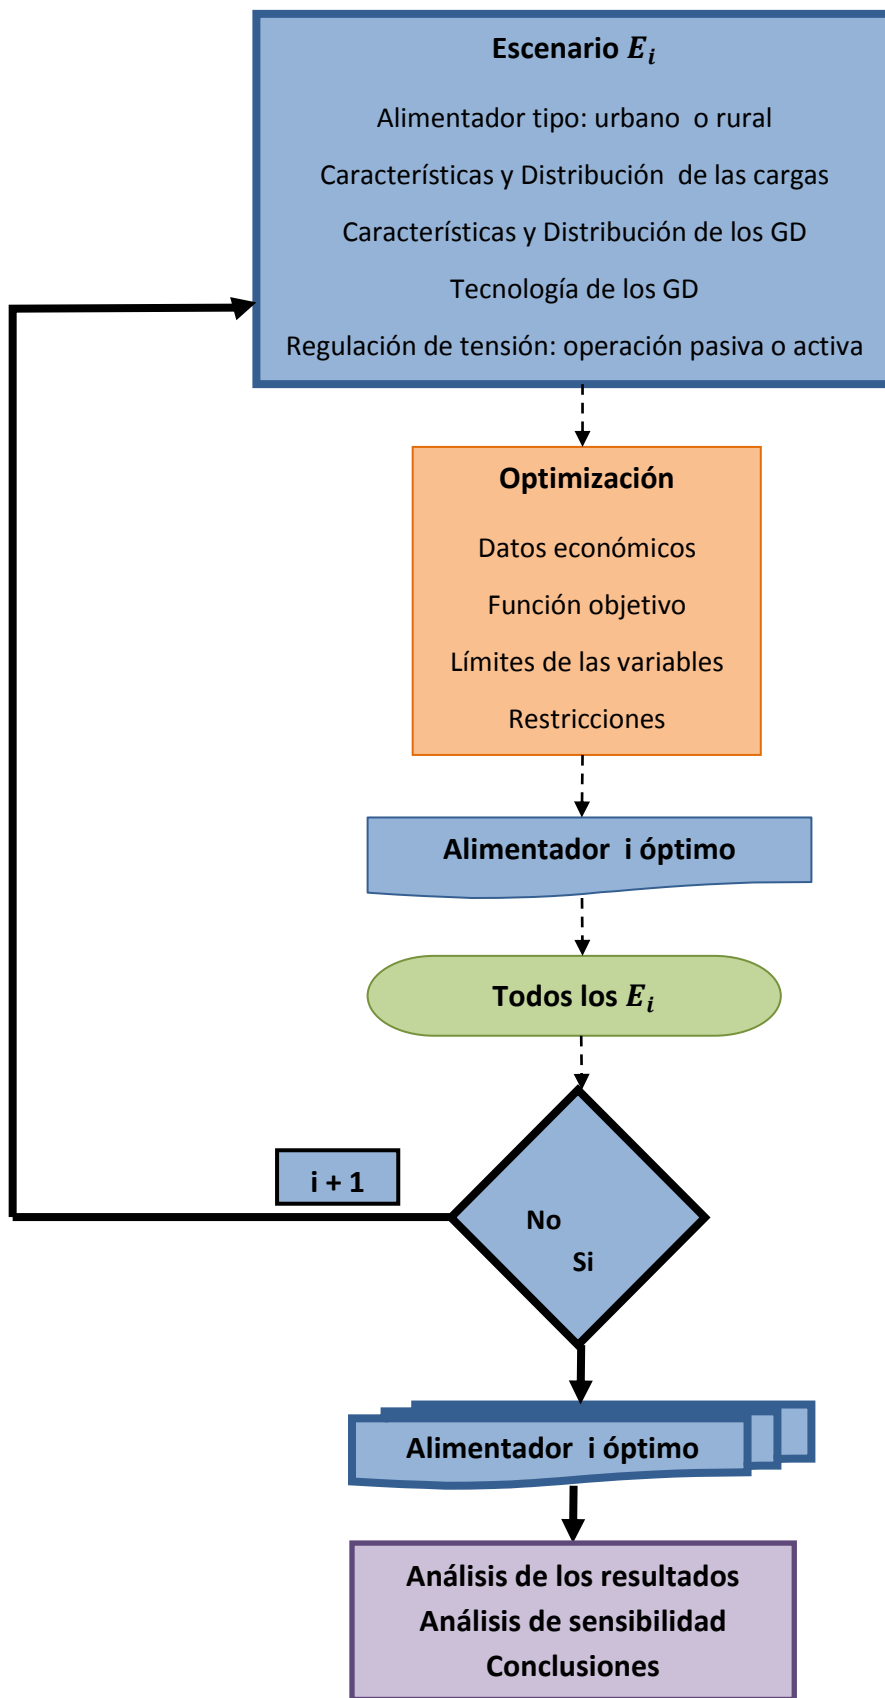 Escenario E_i
Alimentador tipo: urbano o rural
Características y Distribución de las cargas
Características y Distribución de los GD
Tecnología de los GD
Regulación de tensión: operación pasiva o activa
Optimización
Datos económicos
Función objetivo
Límites de las variables
Restricciones
Alimentador i óptimo
Todos los E_i
i + 1
No
Si
Alimentador i óptimo
Análisis de los resultados
Análisis de sensibilidad
Conclusiones